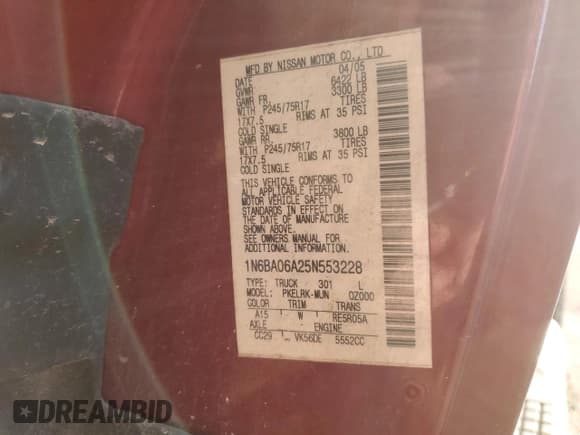 MFD BY NISSAN MOTOR CO., LTD
DATE 04/05
GVWR 6422 LB
GAWR FR 3300 LB
WITH P245/75R17 TIRES
17X7.5 RIMS AT 35 PSI
COLD SINGLE
GAWR RR. 3800 LB
WITH P245/75R17 TIRES
17X7.5 RIMS AT 35 PSI
COLD SINGLE
THIS VEHICLE CONFORMS TO
ALL APPLICABLE FEDERAL
MOTOR VEHICLE SAFETY
STANDARDS IN EFFECT ON
THE DATE OF MANUFACTURE
SHOWN ABOVE.
SEE OWNERS MANUAL
1N6BA06A25N553228
TYPE: TRUCK 301 L
MODEL: PKELRK-MUN QZ000
COLOR TRIM TRANS
A15 W RE5R05A
AXLE ENGINE
CC29 VK56DE 5552CC
DREAMBID